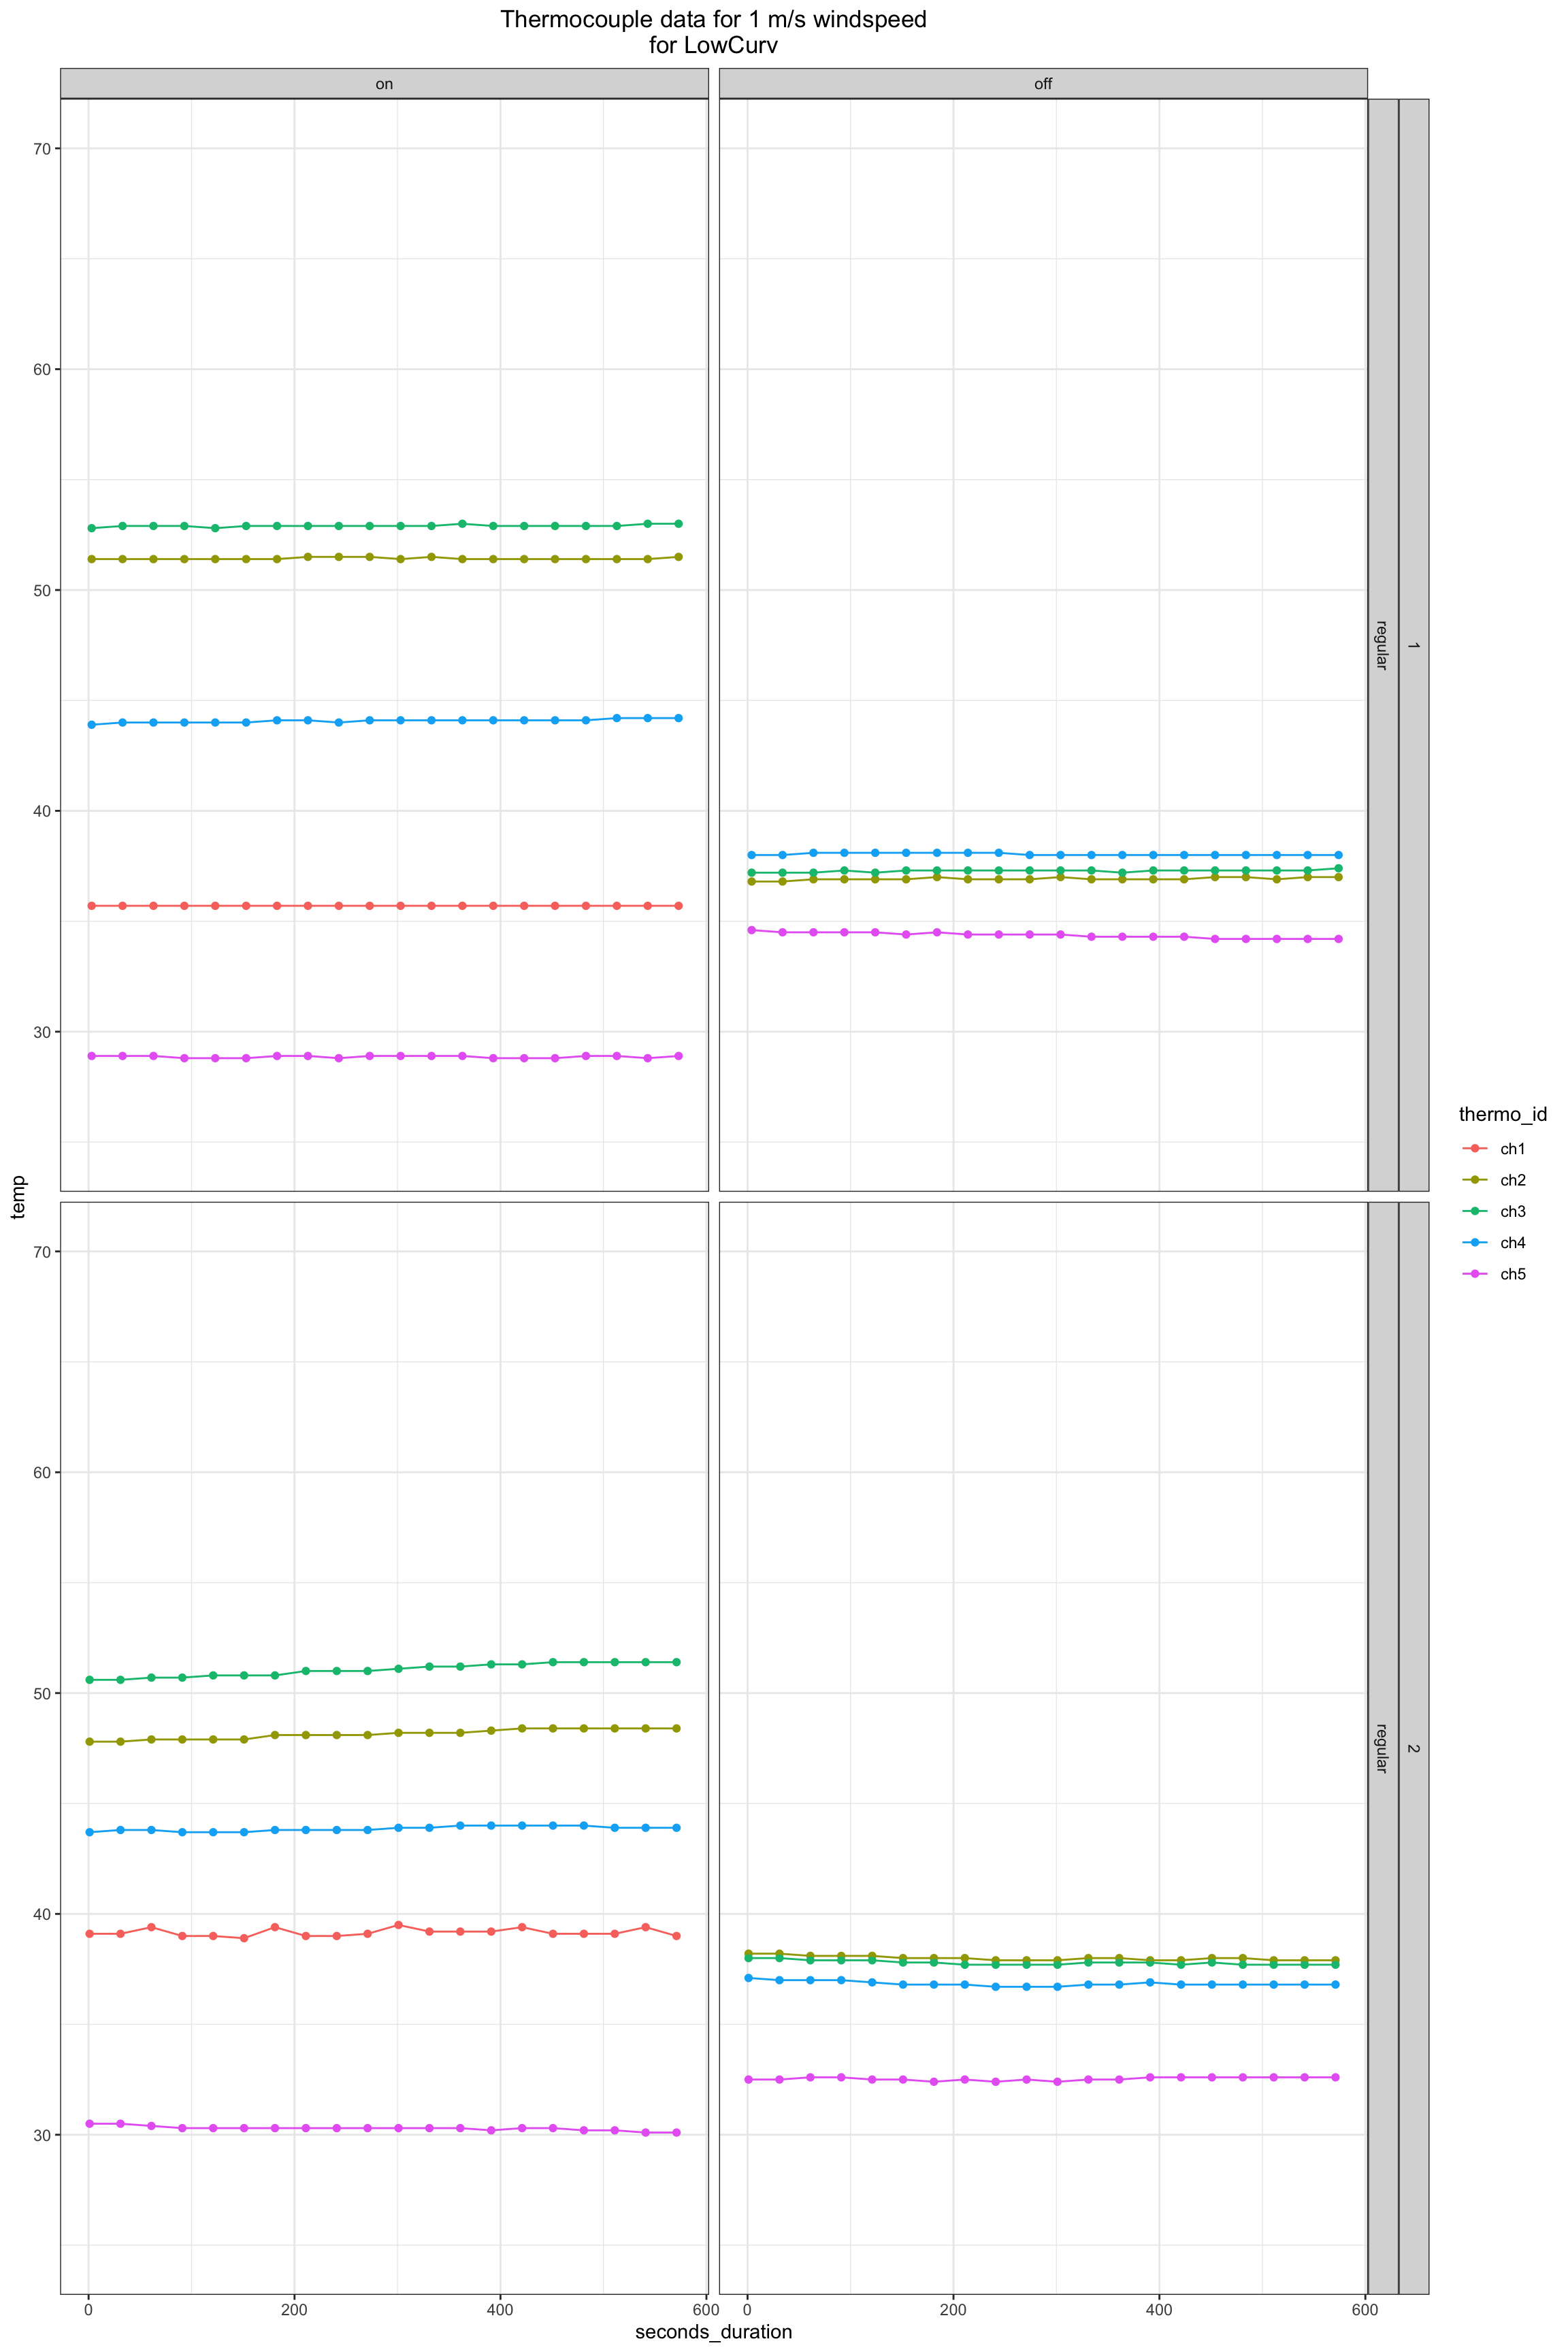 Thermocouple data for 1 m/s windspeed
for LowCurv
on
off
70
60
50
40
30
regular
1
temp
70
60
50
40
30
regular
2
0
200
400
600
0
200
400
600
seconds_duration
thermo_id
ch1
ch2
ch3
ch4
ch5